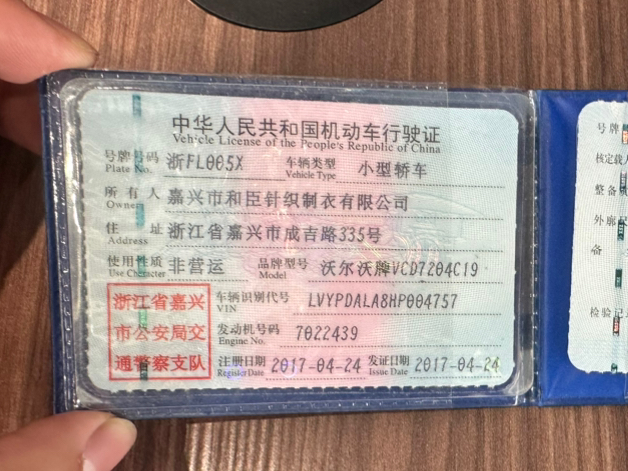 中华人民共和国机动车行驶证
Vehicle License of the People's Republic of China
号牌号码 浙FL005X 车辆类型 小型轿车
Plate No. Vehicle Type
所有人 嘉兴市和臣针织制衣有限公司
Owner
住址 浙江省嘉兴市成吉路335号
Address
使用性质 非营运 品牌型号 沃尔沃牌VCD7204C19
Use Character Model
浙江省嘉兴
市公安局交
通警察支队
车辆识别代号 LVYPDALA8HP004757
VIN
发动机号码 7022439
Engine No.
注册日期 2017-04-24 发证日期 2017-04-24
Register Date Issue Date
号牌
核定载人
整备
外廓
备
检验记